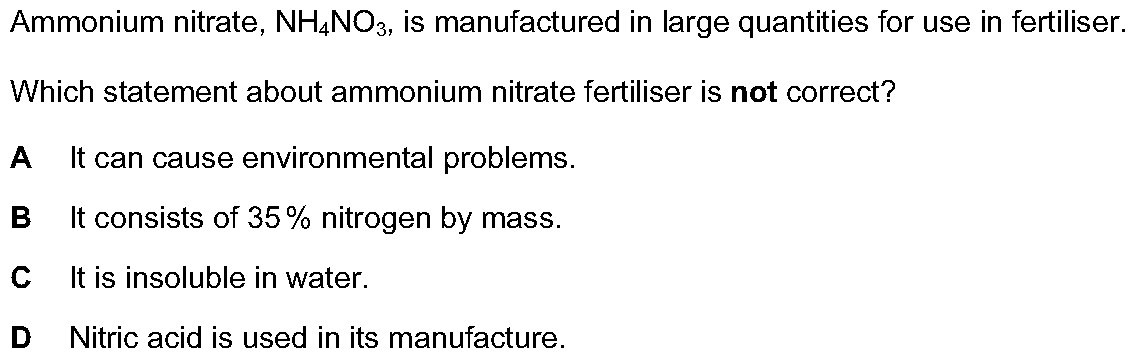 Ammonium nitrate, NH₄NO₃, is manufactured in large quantities for use in fertiliser.
Which statement about ammonium nitrate fertiliser is not correct?
A It can cause environmental problems.
B It consists of 35% nitrogen by mass.
C It is insoluble in water.
D Nitric acid is used in its manufacture.